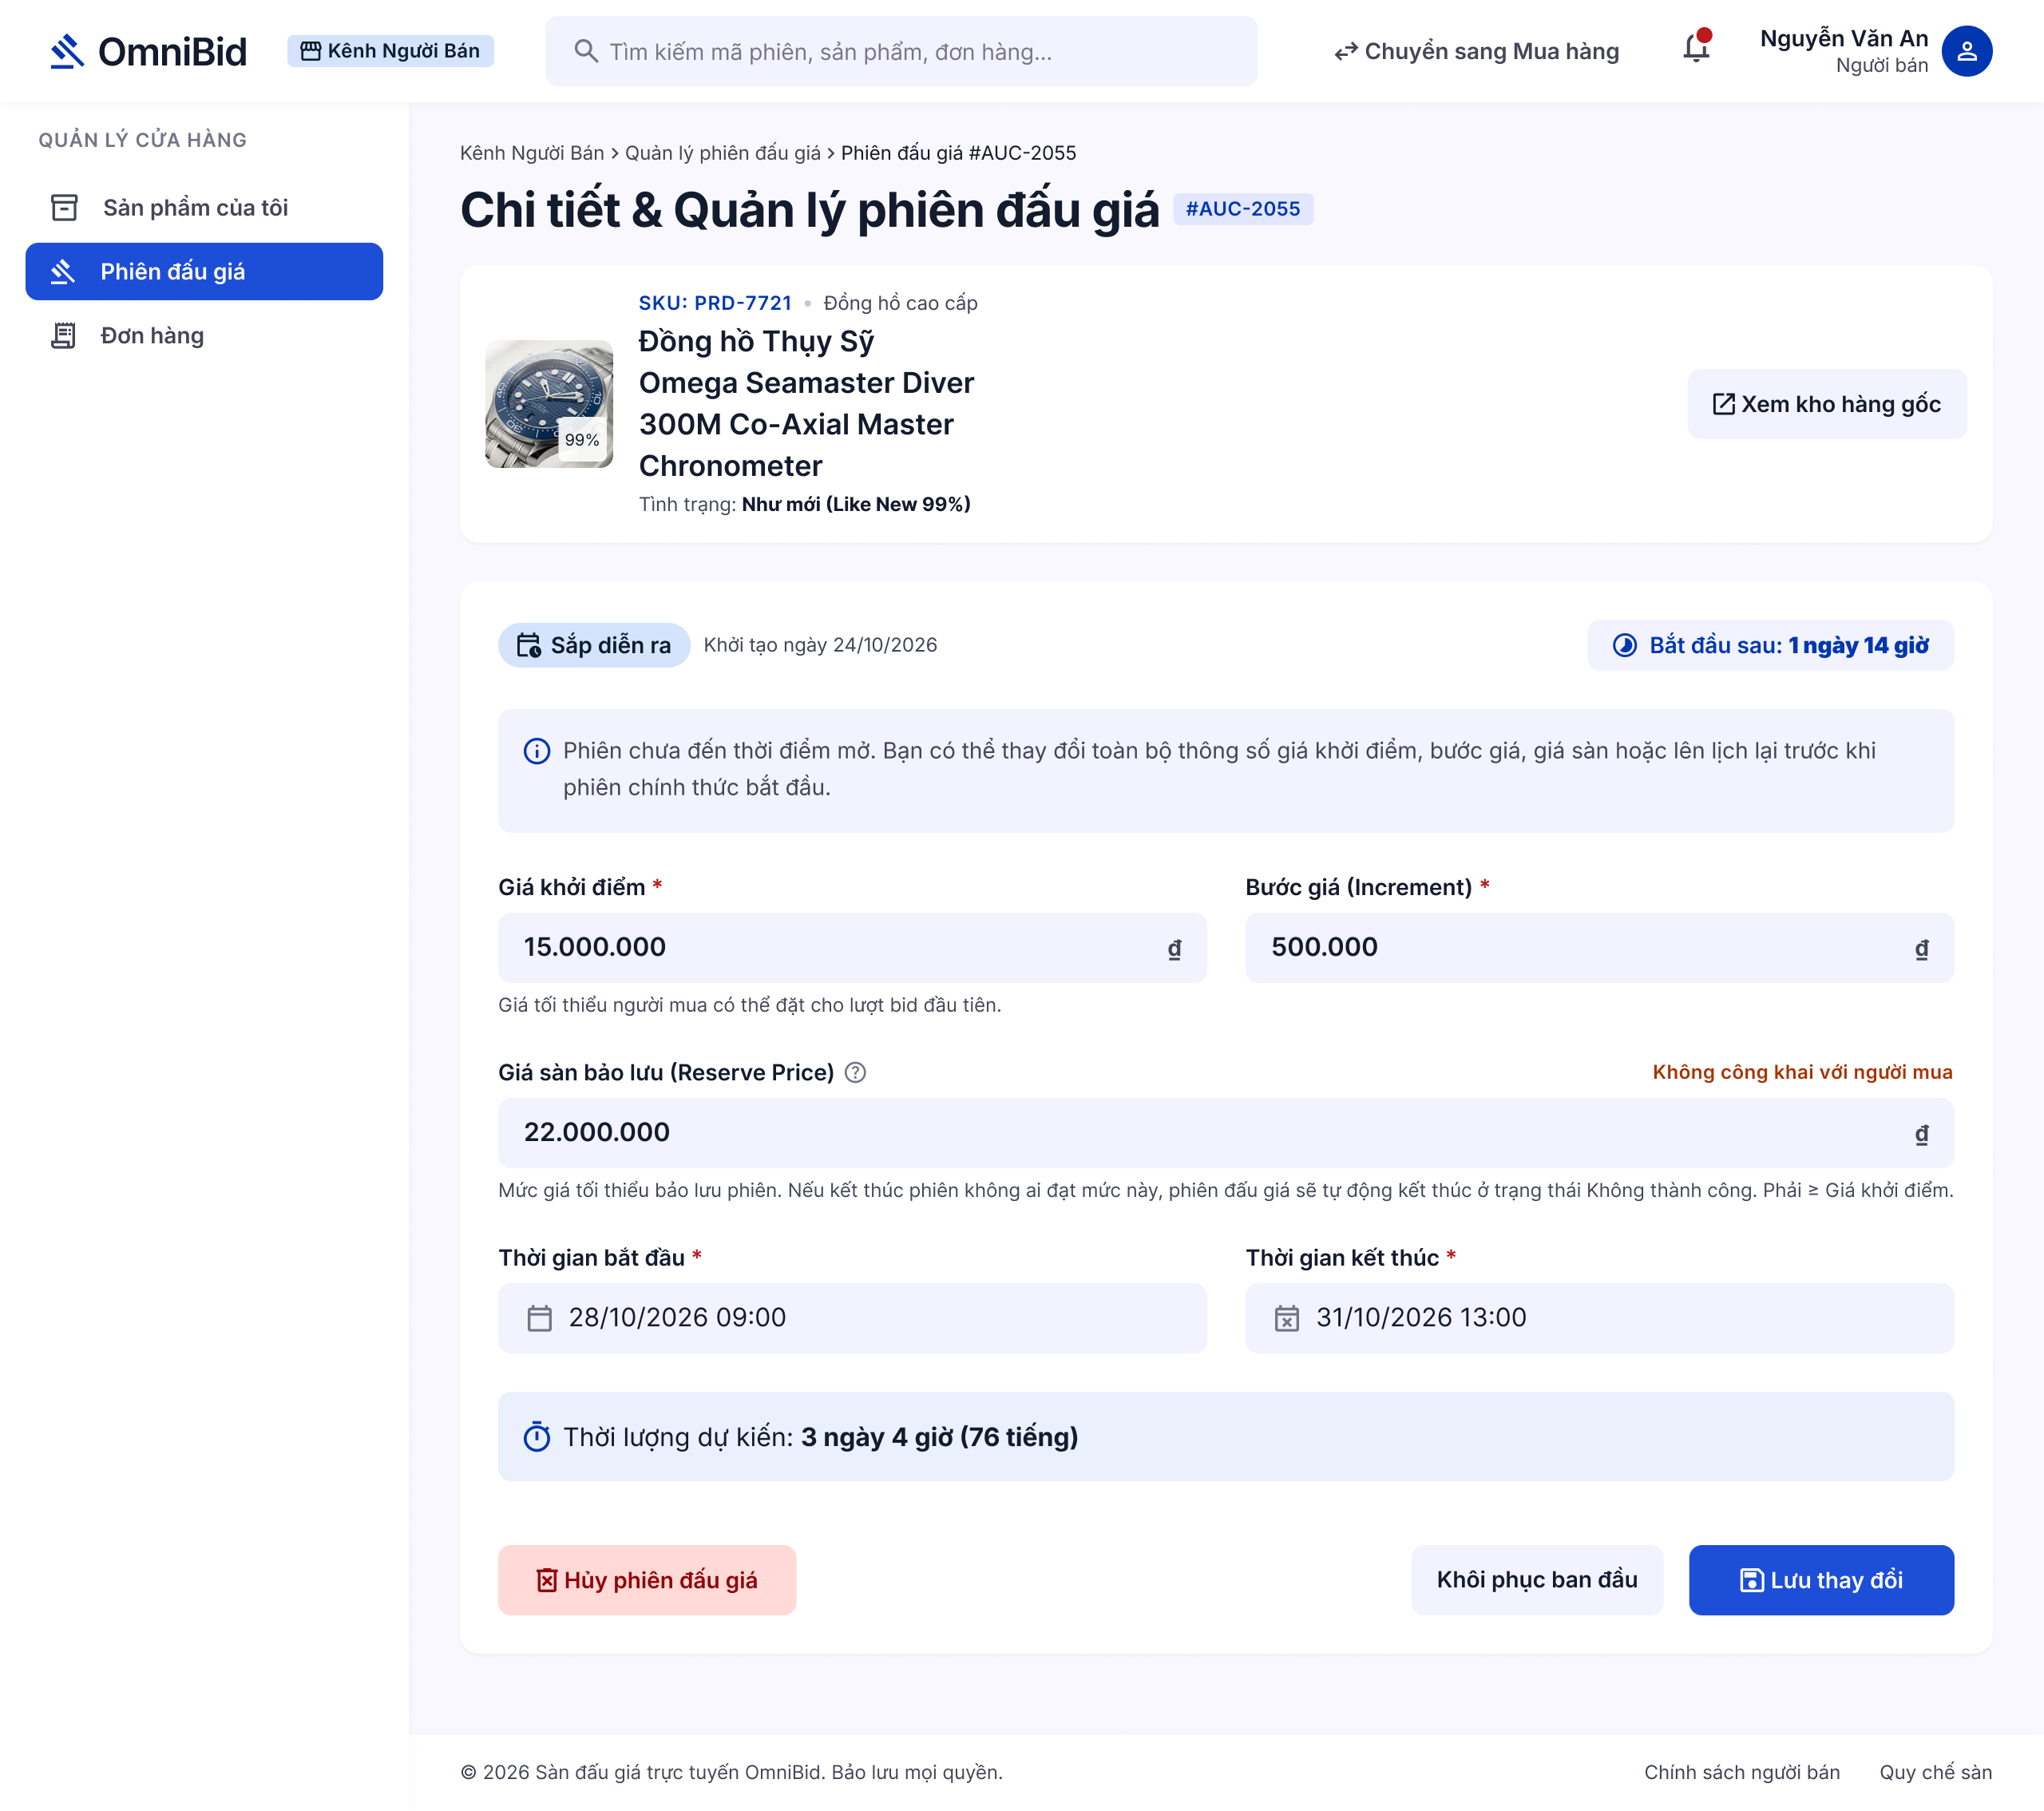 OmniBid
Kênh Người Bán
Tìm kiếm mã phiên, sản phẩm, đơn hàng...
Chuyển sang Mua hàng
Nguyễn Văn An
Người bán
QUẢN LÝ CỬA HÀNG
Sản phẩm của tôi
Phiên đấu giá
Đơn hàng
Kênh Người Bán › Quản lý phiên đấu giá › Phiên đấu giá #AUC-2055
Chi tiết & Quản lý phiên đấu giá #AUC-2055
SKU: PRD-7721 • Đồng hồ cao cấp
Đồng hồ Thụy Sỹ
Omega Seamaster Diver
300M Co-Axial Master
Chronometer
Tình trạng: Như mới (Like New 99%)
99%
Xem kho hàng gốc
Sắp diễn ra
Khởi tạo ngày 24/10/2026
Bắt đầu sau: 1 ngày 14 giờ
Phiên chưa đến thời điểm mở. Bạn có thể thay đổi toàn bộ thông số giá khởi điểm, bước giá, giá sàn hoặc lên lịch lại trước khi
phiên chính thức bắt đầu.
Giá khởi điểm *
15.000.000 ₫
Giá tối thiểu người mua có thể đặt cho lượt bid đầu tiên.
Bước giá (Increment) *
500.000 ₫
Giá sàn bảo lưu (Reserve Price)
Không công khai với người mua
22.000.000 ₫
Mức giá tối thiểu bảo lưu phiên. Nếu kết thúc phiên không ai đạt mức này, phiên đấu giá sẽ tự động kết thúc ở trạng thái Không thành công. Phải ≥ Giá khởi điểm.
Thời gian bắt đầu *
28/10/2026 09:00
Thời gian kết thúc *
31/10/2026 13:00
Thời lượng dự kiến: 3 ngày 4 giờ (76 tiếng)
Hủy phiên đấu giá
Khôi phục ban đầu
Lưu thay đổi
© 2026 Sàn đấu giá trực tuyến OmniBid. Bảo lưu mọi quyền.
Chính sách người bán
Quy chế sàn